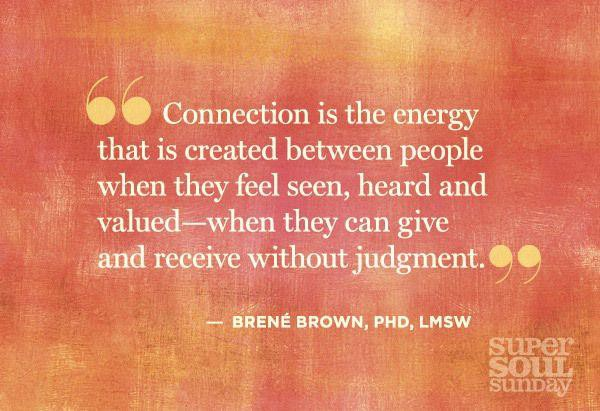 “Connection is the energy
that is created between people
when they feel seen, heard and
valued—when they can give
and receive without judgment.”
— BRENÉ BROWN, PHD, LMSW
SUPER
SOUL
SUNDAY